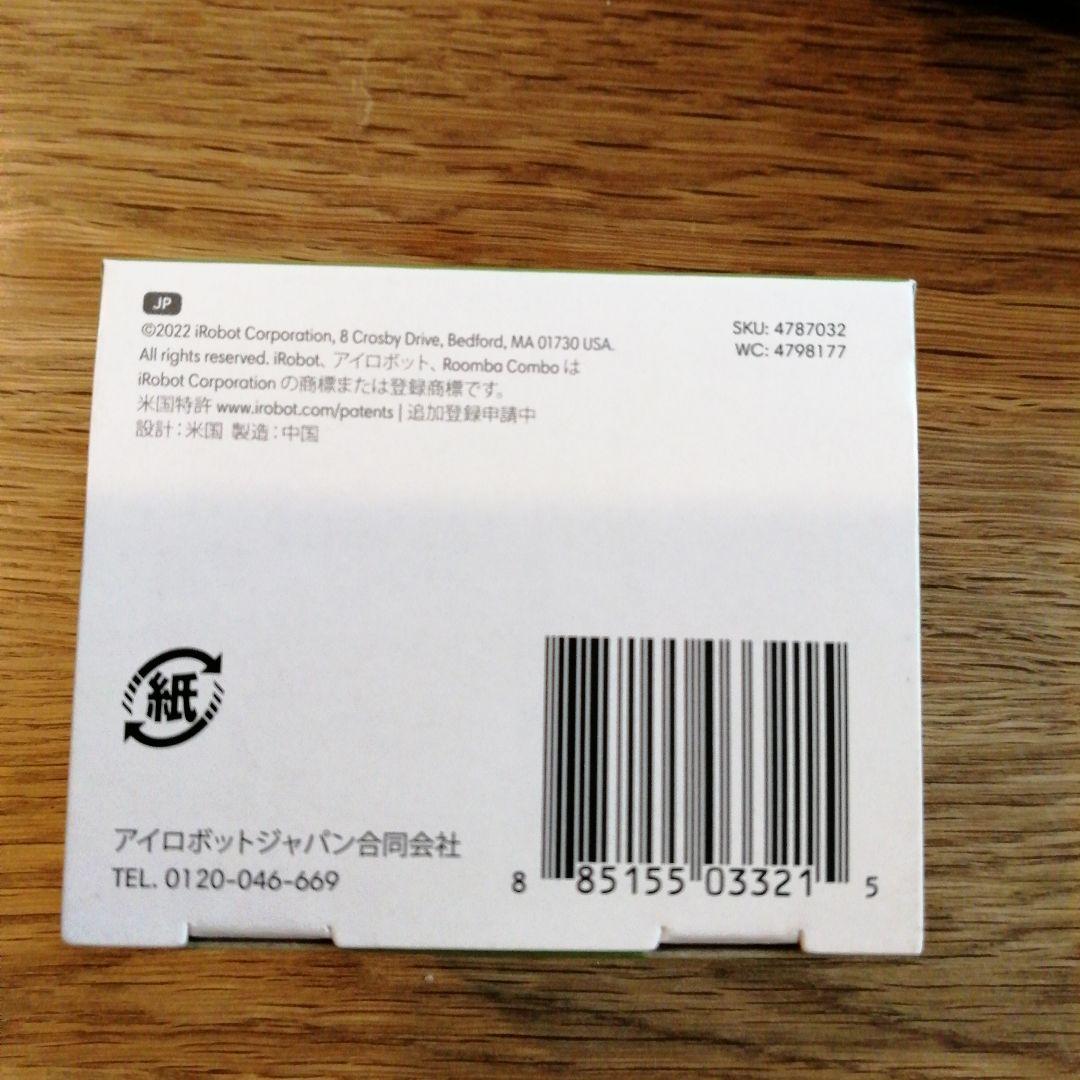 JP
©2022 iRobot Corporation, 8 Crosby Drive, Bedford, MA 01730 USA.
All rights reserved. iRobot、アイロボット、Roomba Combo は
iRobot Corporation の商標または登録商標です。
米国特許 www.irobot.com/patents | 追加登録申請中
設計：米国 製造：中国
SKU: 4787032
WC: 4798177
紙
アイロボットジャパン合同会社
TEL. 0120-046-669
8 85155 03321 5